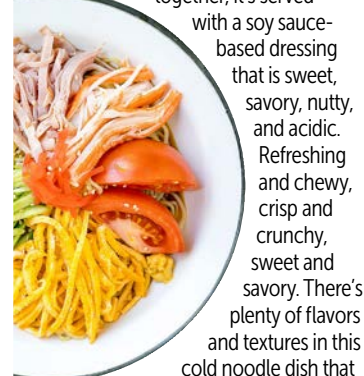 together, it's served
with a soy sauce-
based dressing
that is sweet,
savory, nutty,
and acidic.
Refreshing
and chewy,
crisp and
crunchy,
sweet and
savory. There's
plenty of flavors
and textures in this
cold noodle dish that